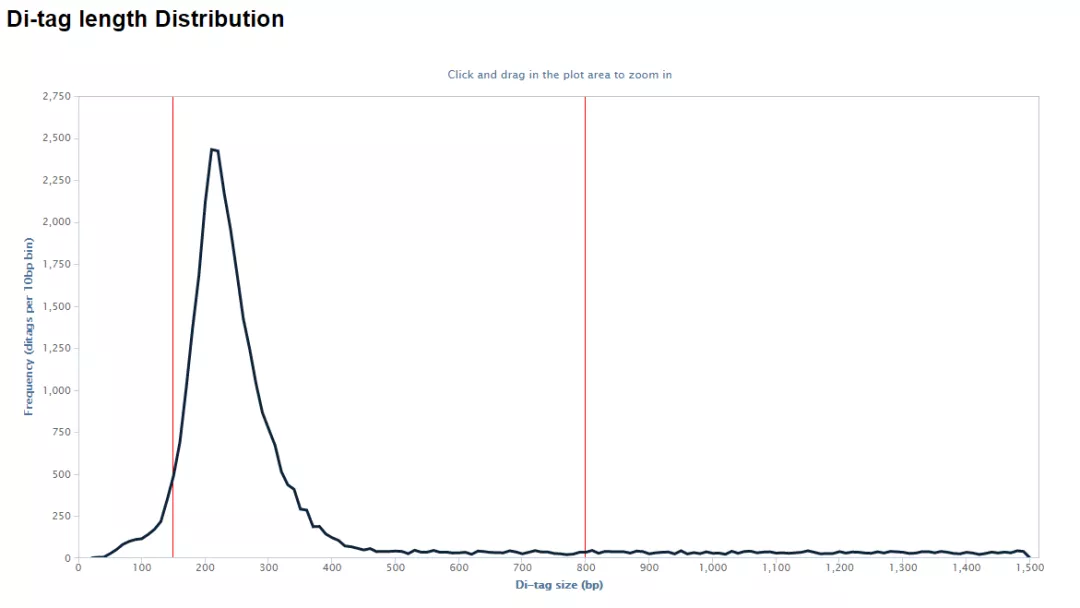 Di-tag length Distribution
Click and drag in the plot area to zoom in
Frequency (ditags per 10bp bin)
2,750
2,500
2,250
2,000
1,750
1,500
1,250
1,000
750
500
250
0
0 100 200 300 400 500 600 700 800 900 1,000 1,100 1,200 1,300 1,400 1,500
Di-tag size (bp)